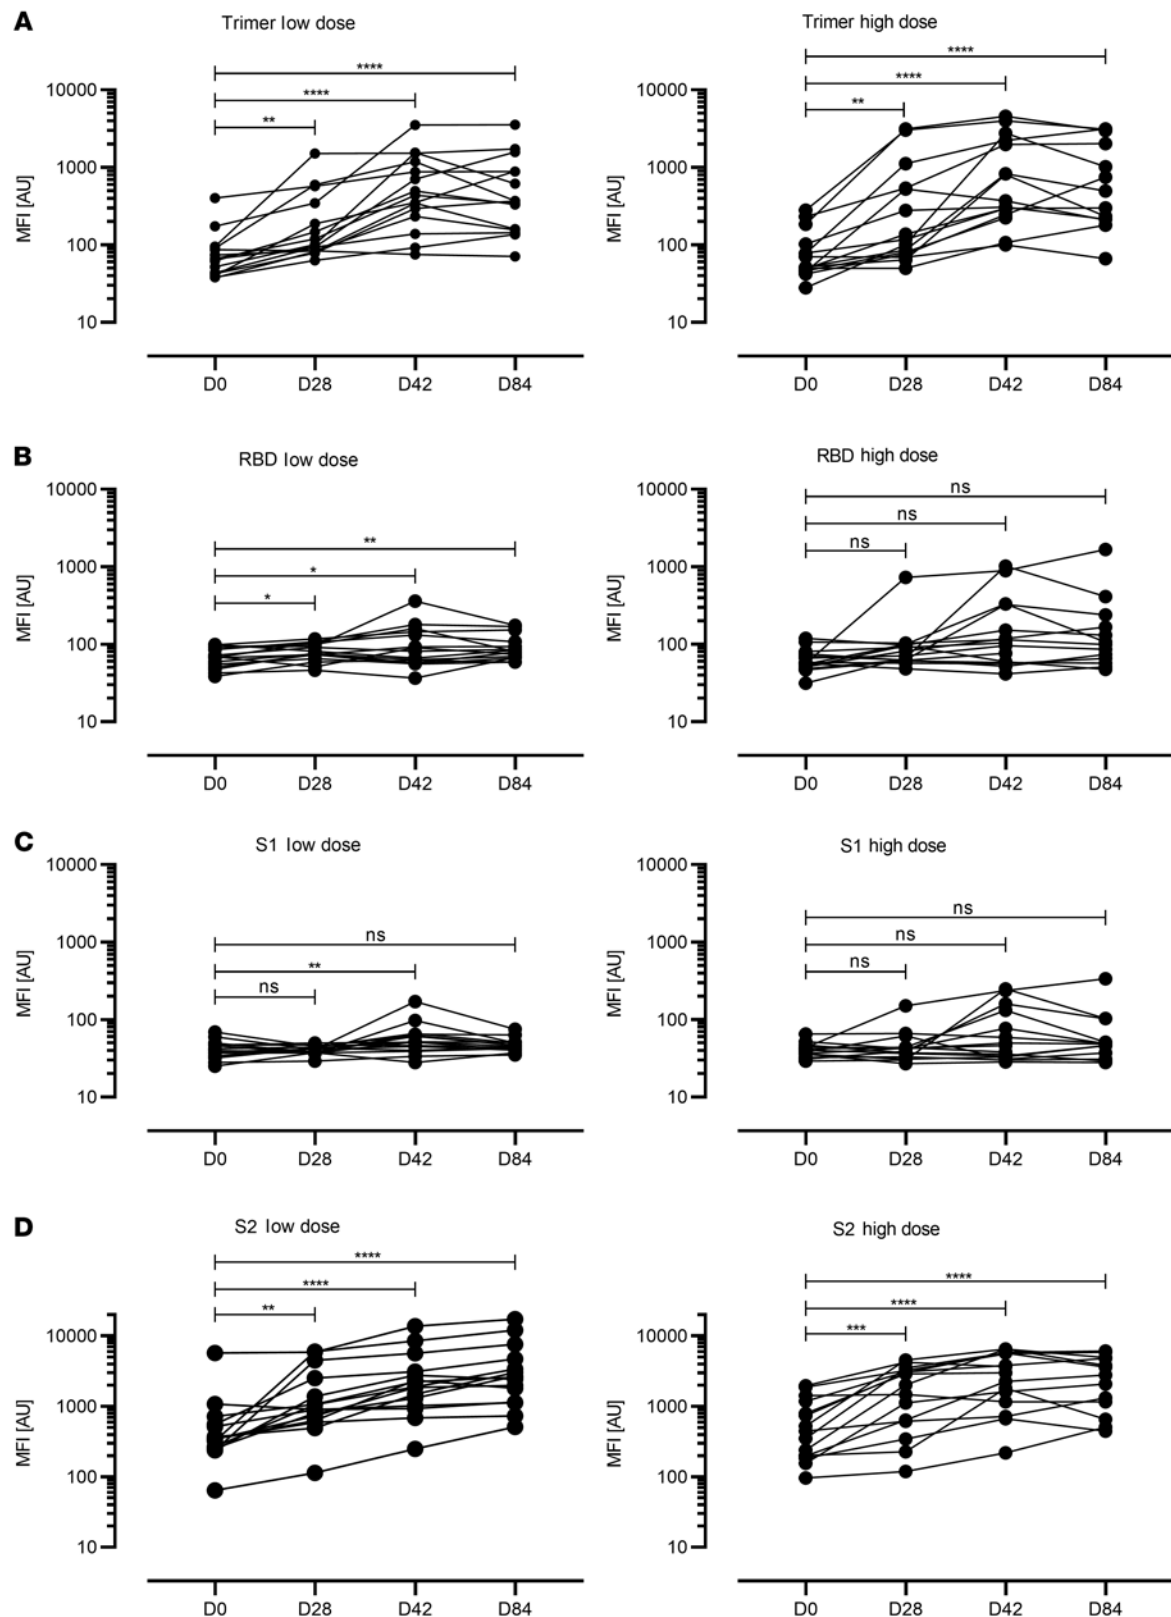 A
Trimer low dose
Trimer high dose
****
****
**
****
****
**
MFI [AU]
10000
1000
100
10
MFI [AU]
10000
1000
100
10
D0 D28 D42 D84
D0 D28 D42 D84
B
RBD low dose
RBD high dose
**
*
*
ns
ns
ns
MFI [AU]
10000
1000
100
10
MFI [AU]
10000
1000
100
10
D0 D28 D42 D84
D0 D28 D42 D84
C
S1 low dose
S1 high dose
ns
**
ns
ns
ns
ns
MFI [AU]
10000
1000
100
10
MFI [AU]
10000
1000
100
10
D0 D28 D42 D84
D0 D28 D42 D84
D
S2 low dose
S2 high dose
****
****
**
****
****
***
MFI [AU]
10000
1000
100
10
MFI [AU]
10000
1000
100
10
D0 D28 D42 D84
D0 D28 D42 D84